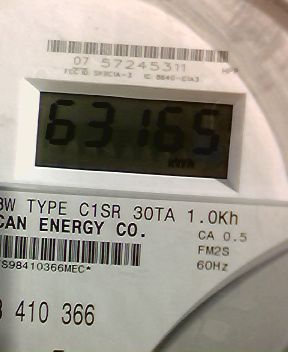 07 57245311
63165
kWh
3W TYPE C1SR 30TA 1.0Kh
CAN ENERGY CO.
CA 0.5
FM2S
S98410366MEC*
60Hz
410 366